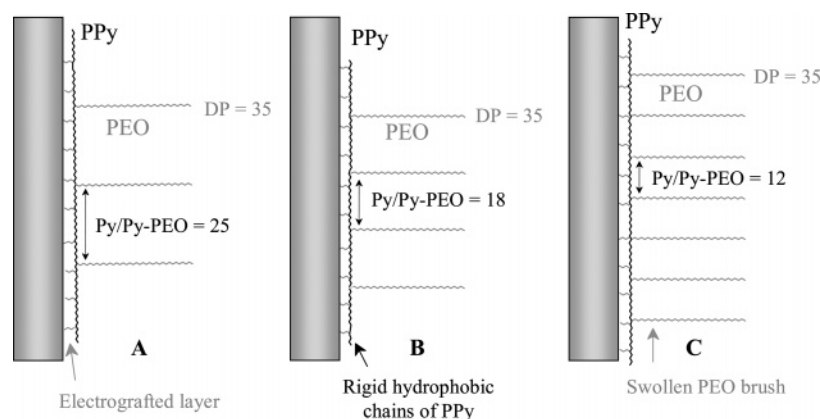 PPy
DP = 35
PEO
Py/Py-PEO = 25
A
Electrografted layer
PPy
DP = 35
PEO
Py/Py-PEO = 18
B
Rigid hydrophobic
chains of PPy
PPy
DP = 35
PEO
Py/Py-PEO = 12
C
Swollen PEO brush